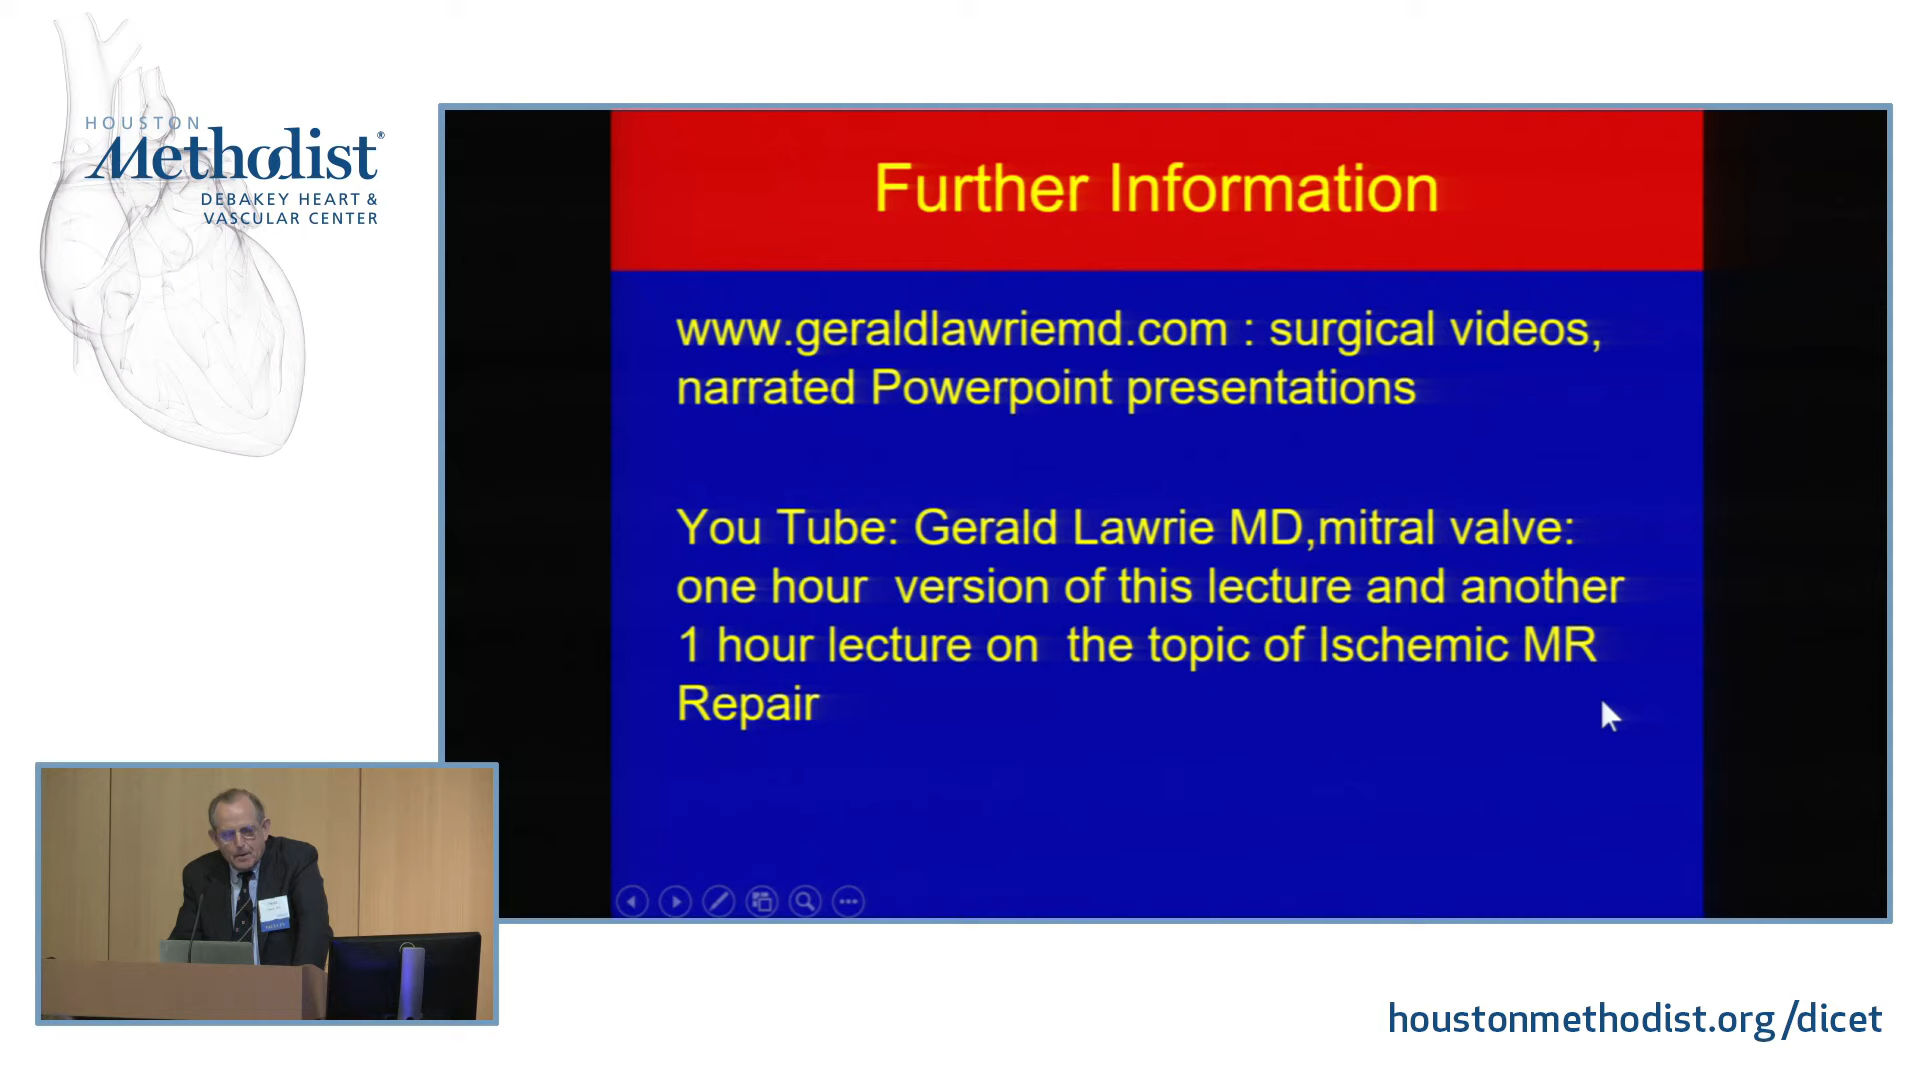 HOUSTON
Methodist®
DEBAKEY HEART &
VASCULAR CENTER
Further Information
www.geraldlawriemd.com : surgical videos,
narrated Powerpoint presentations
You Tube: Gerald Lawrie MD,mitral valve:
one hour version of this lecture and another
1 hour lecture on the topic of Ischemic MR
Repair
houstonmethodist.org/dicet